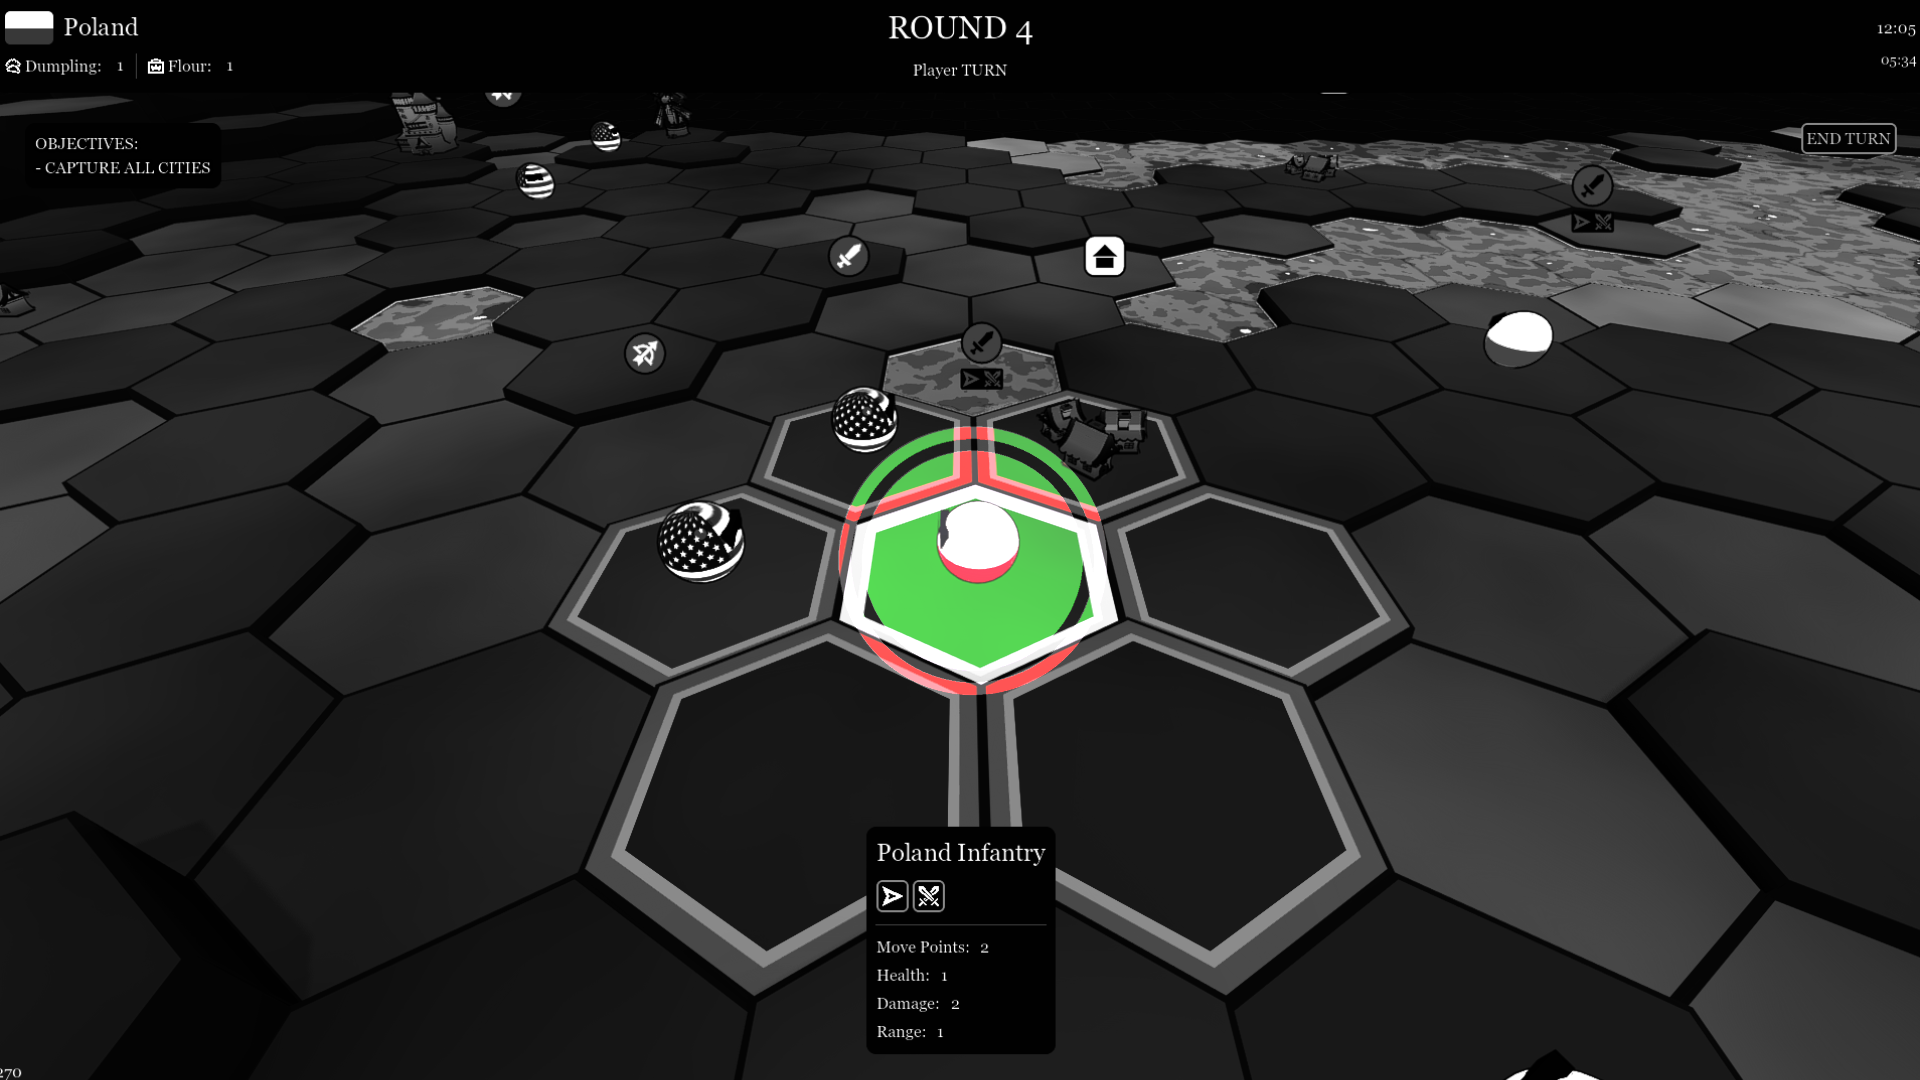 Poland
ROUND 4
12:05
Dumpling: 1
Flour: 1
Player TURN
05:34
OBJECTIVES:
- CAPTURE ALL CITIES
END TURN
Poland Infantry
Move Points: 2
Health: 1
Damage: 2
Range: 1
270